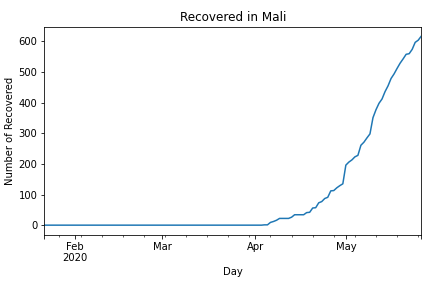 Recovered in Mali
Number of Recovered
600
500
400
300
200
100
0
Feb
2020
Mar
Apr
May
Day